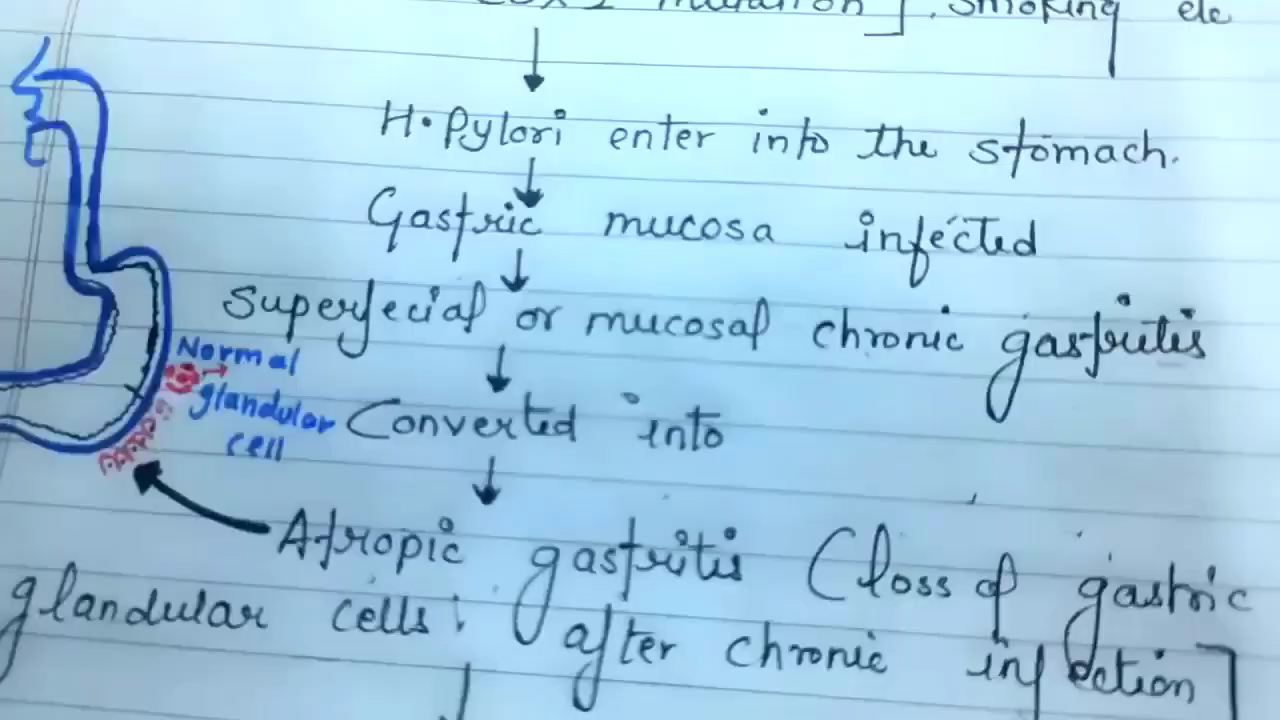 mutation]. Smoking etc
H. Pylori enter into the stomach.
Gastric mucosa infected
Superfecial or mucosal chronic gastritis
Normal
glandular
cell
Converted into
Atropic gastritis (loss of gastric
glandular cells; after chronic infection]